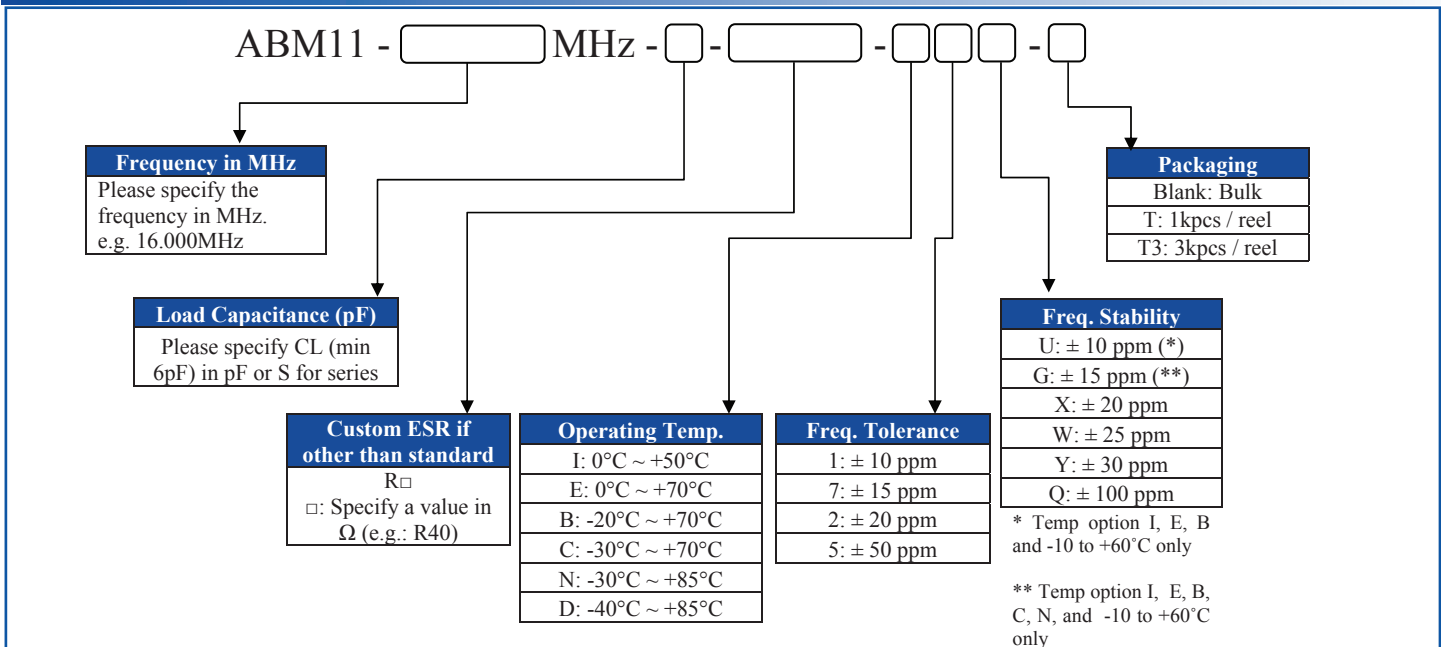 ABM11 - MHz - - - -
Frequency in MHz
Please specify the
frequency in MHz.
e.g. 16.000MHz
Packaging
Blank: Bulk
T: 1kpcs / reel
T3: 3kpcs / reel
Load Capacitance (pF)
Please specify CL (min
6pF) in pF or S for series
Custom ESR if
other than standard
R□
□: Specify a value in
Ω (e.g.: R40)
Operating Temp.
I: 0°C ~ +50°C
E: 0°C ~ +70°C
B: -20°C ~ +70°C
C: -30°C ~ +70°C
N: -30°C ~ +85°C
D: -40°C ~ +85°C
Freq. Tolerance
1: ± 10 ppm
7: ± 15 ppm
2: ± 20 ppm
5: ± 50 ppm
Freq. Stability
U: ± 10 ppm (*)
G: ± 15 ppm (**)
X: ± 20 ppm
W: ± 25 ppm
Y: ± 30 ppm
Q: ± 100 ppm
* Temp option I, E, B
and -10 to +60˚C only
** Temp option I, E, B,
C, N, and -10 to +60˚C
only